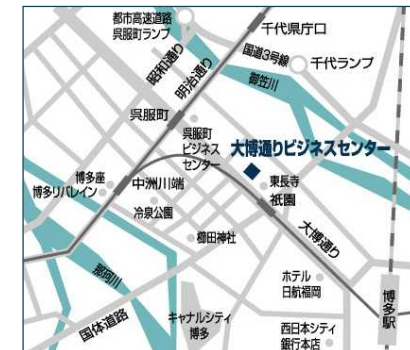 都市高速道路
呉服町ランプ
千代県庁口
昭和通り
明治通り
国道3号線
千代ランプ
御笠川
呉服町
呉服町
ビジネス
センター
大博通りビジネスセンター
博多座
博多リバレイン
中洲川端
東長寺
冷泉公園
祇園
大博通り
櫛田神社
那珂川
ホテル
日航福岡
博多駅
国体道路
キャナルシティ
博多
西日本シティ
銀行本店